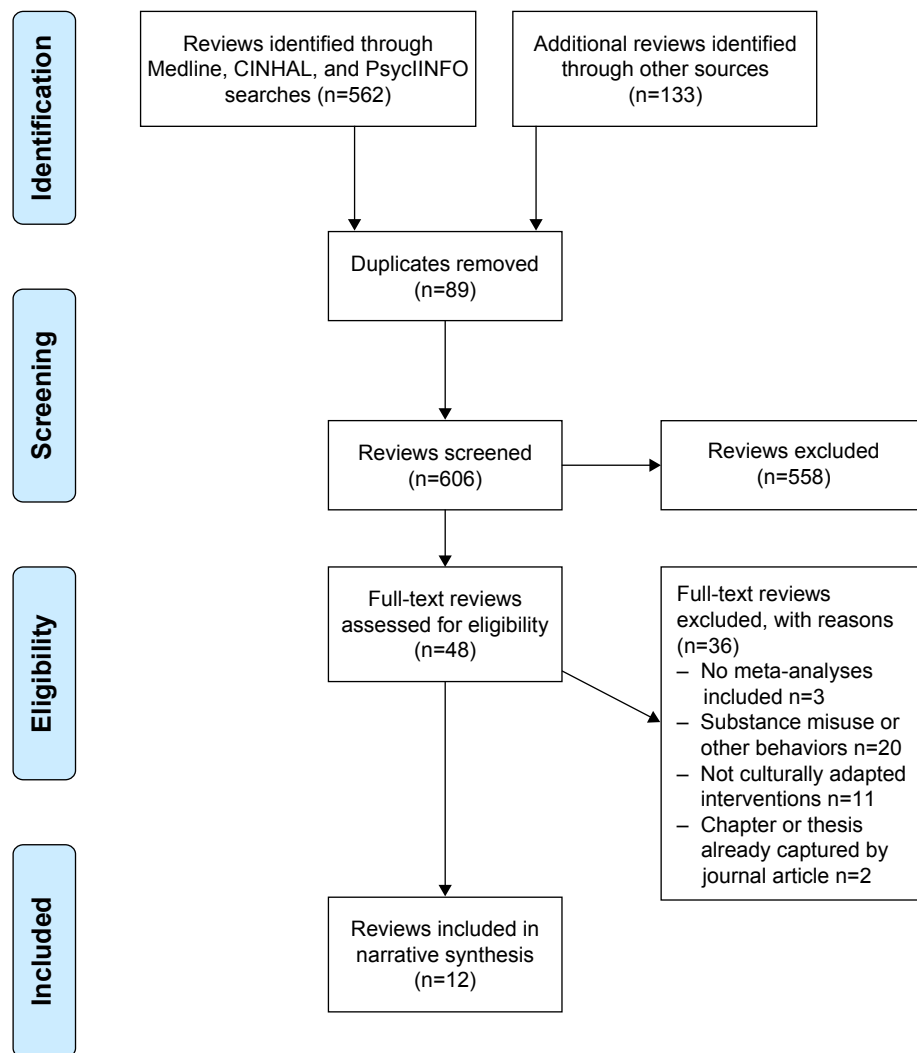 Identification
Reviews identified through
Medline, CINHAL, and PsycIINFO
searches (n=562)
Additional reviews identified
through other sources
(n=133)
Duplicates removed
(n=89)
Screening
Reviews screened
(n=606)
Reviews excluded
(n=558)
Eligibility
Full-text reviews
assessed for eligibility
(n=48)
Full-text reviews
excluded, with reasons
(n=36)
– No meta-analyses
included n=3
– Substance misuse or
other behaviors n=20
– Not culturally adapted
interventions n=11
– Chapter or thesis
already captured by
journal article n=2
Included
Reviews included in
narrative synthesis
(n=12)